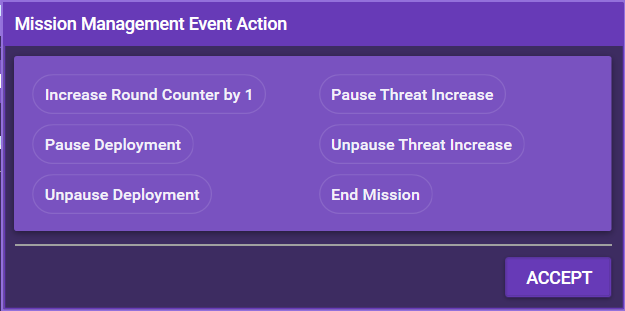 Mission Management Event Action
Increase Round Counter by 1
Pause Threat Increase
Pause Deployment
Unpause Threat Increase
Unpause Deployment
End Mission
ACCEPT